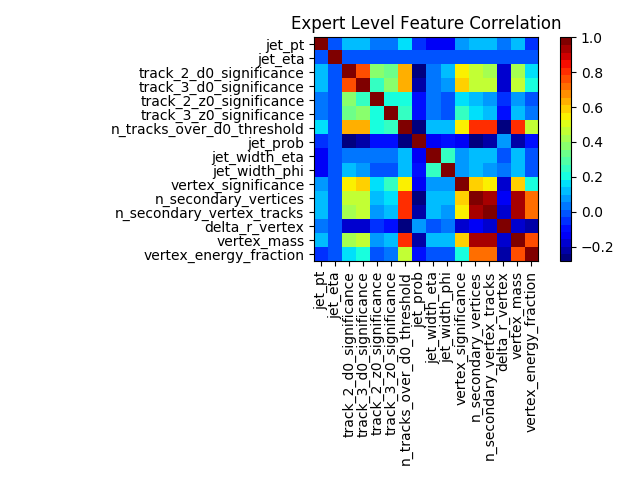 Expert Level Feature Correlation
jet_pt
jet_eta
track_2_d0_significance
track_3_d0_significance
track_2_z0_significance
track_3_z0_significance
n_tracks_over_d0_threshold
jet_prob
jet_width_eta
jet_width_phi
vertex_significance
n_secondary_vertices
n_secondary_vertex_tracks
delta_r_vertex
vertex_mass
vertex_energy_fraction
1.0
0.8
0.6
0.4
0.2
0.0
−0.2
jet_pt
jet_eta
track_2_d0_significance
track_3_d0_significance
track_2_z0_significance
track_3_z0_significance
n_tracks_over_d0_threshold
jet_prob
jet_width_eta
jet_width_phi
vertex_significance
n_secondary_vertices
n_secondary_vertex_tracks
delta_r_vertex
vertex_mass
vertex_energy_fraction